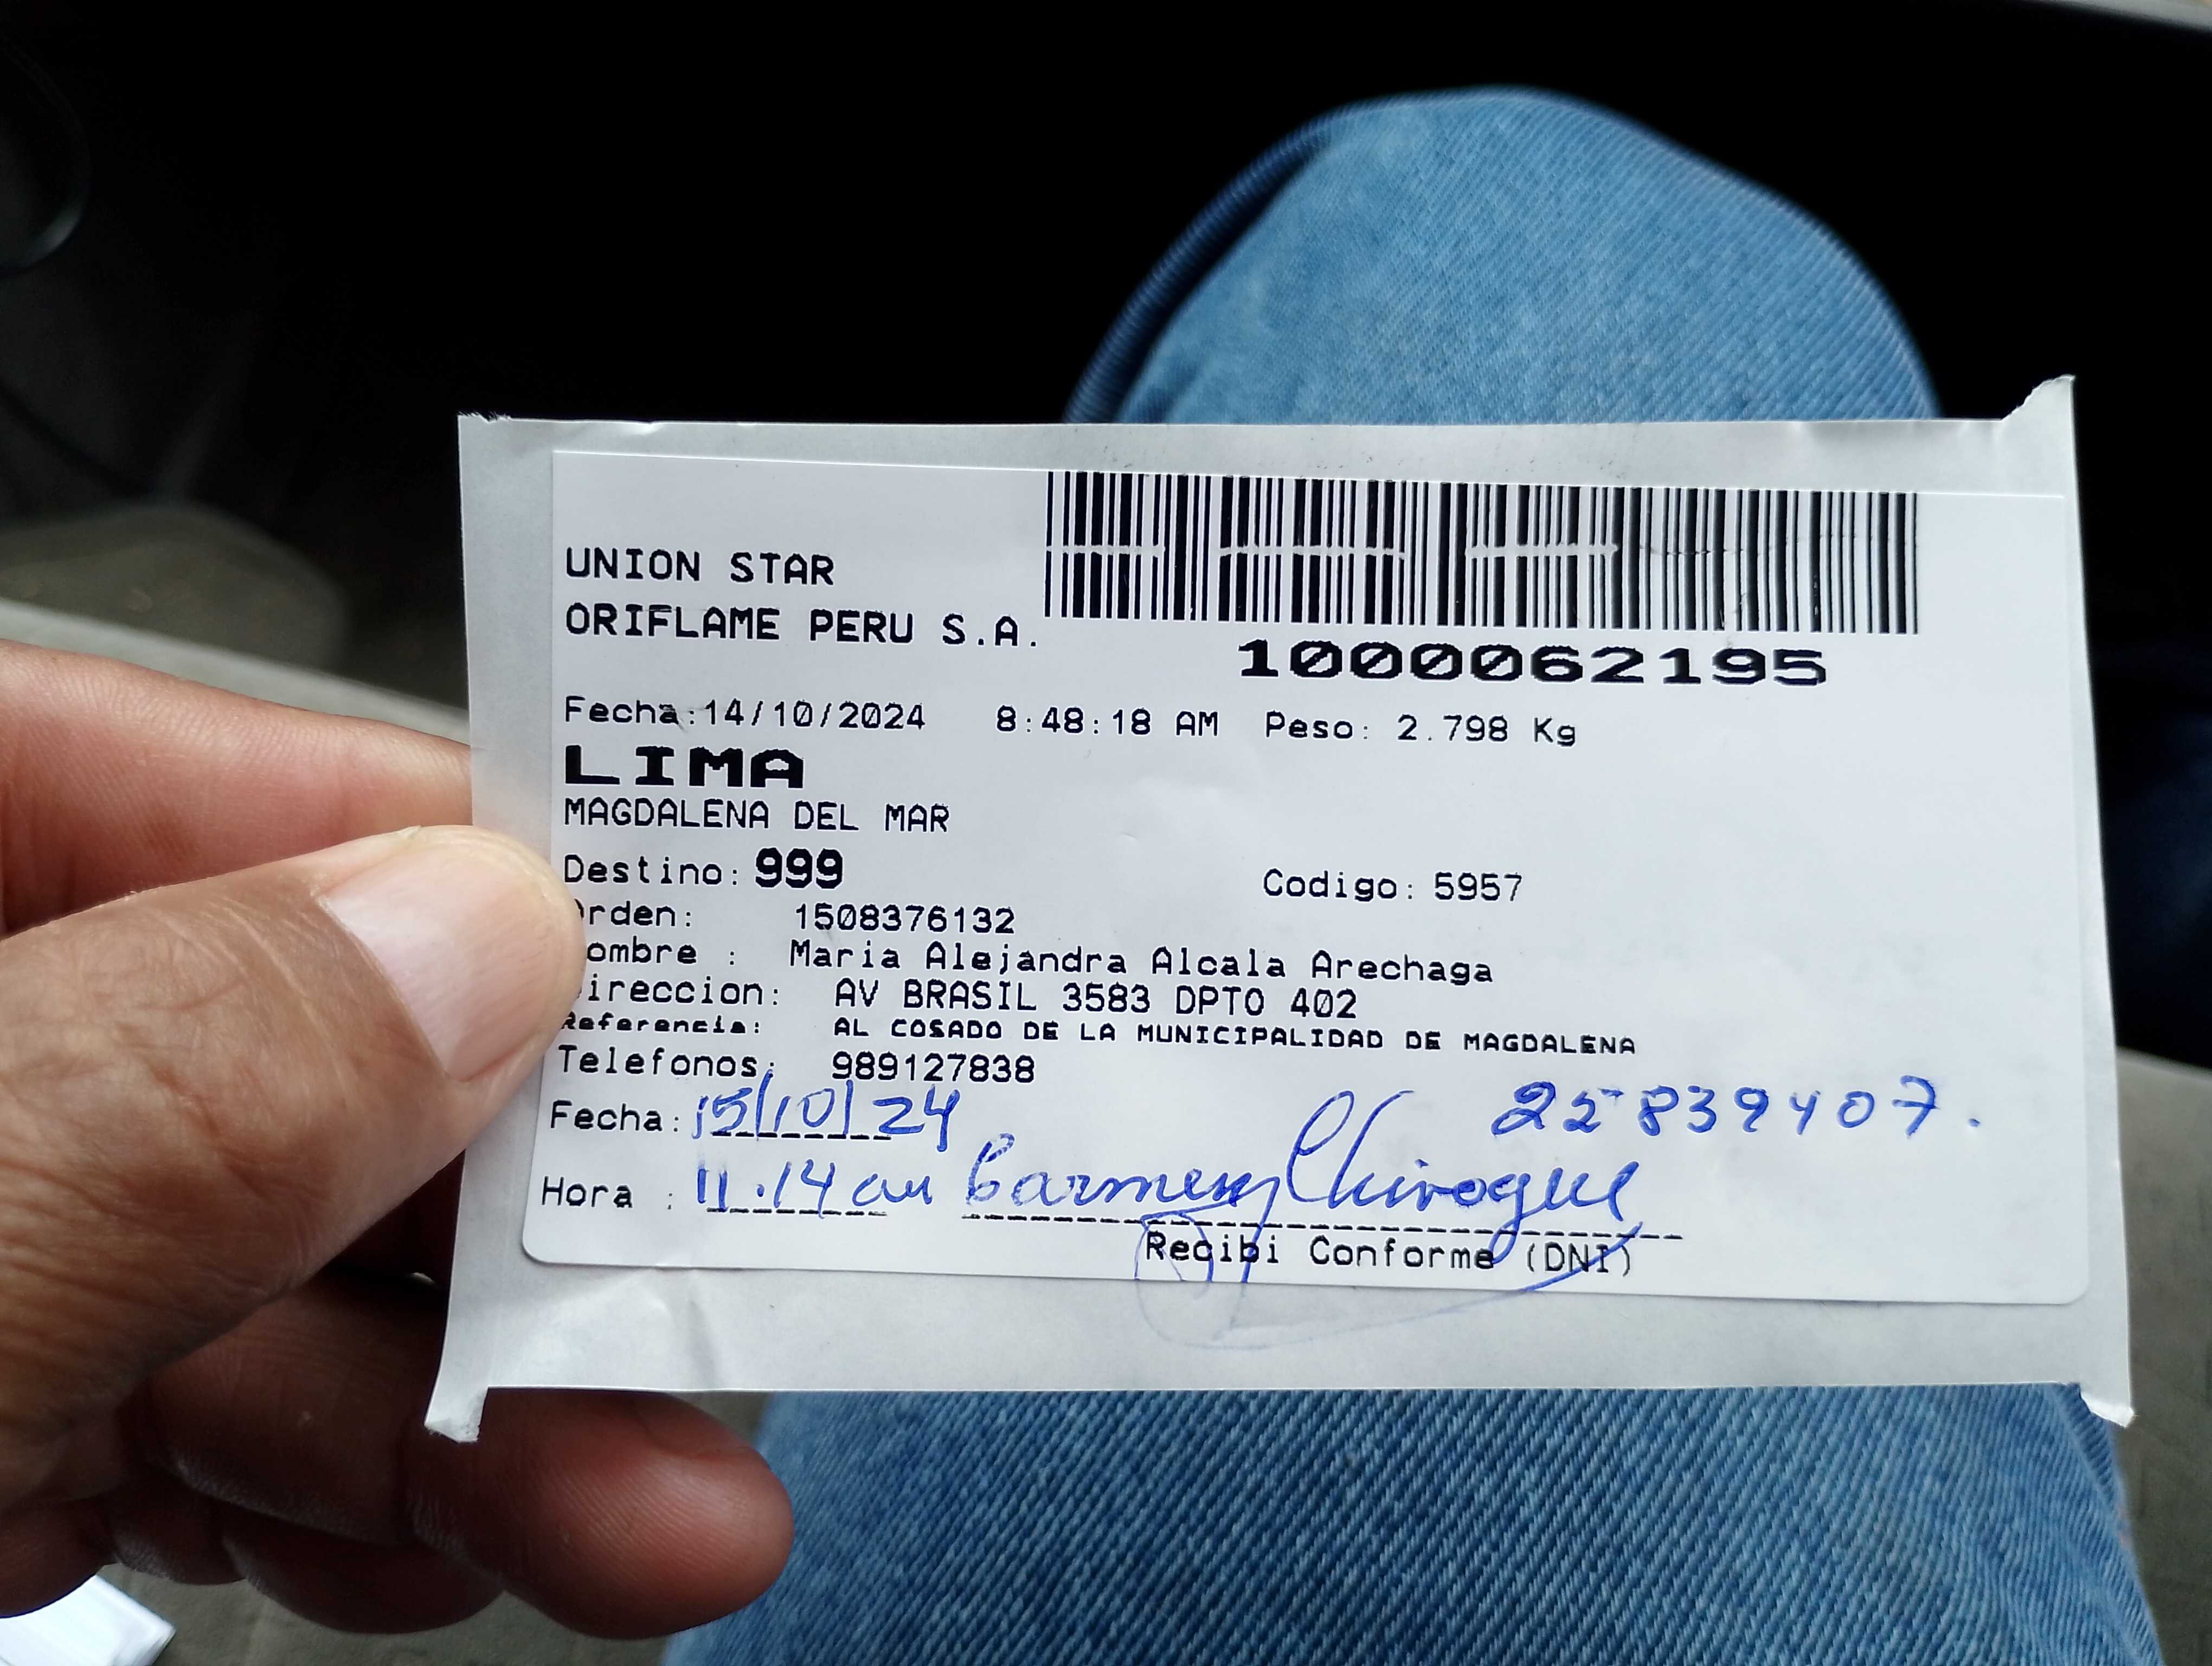 UNION STAR
ORIFLAME PERU S.A.
1000062195
Fecha:14/10/2024 8:48:18 AM Peso: 2.798 Kg
LIMA
MAGDALENA DEL MAR
Destino: 999 Codigo: 5957
rden: 1508376132
ombre : Maria Alejandra Alcala Arechaga
ireccion: AV BRASIL 3583 DPTO 402
Referencia: AL COSADO DE LA MUNICIPALIDAD DE MAGDALENA
Telefonos: 989127838
Fecha: 15/10/24 25839407.
Hora : 11:14 am Carmen Chiroque
Recibi Conforme (DNI)